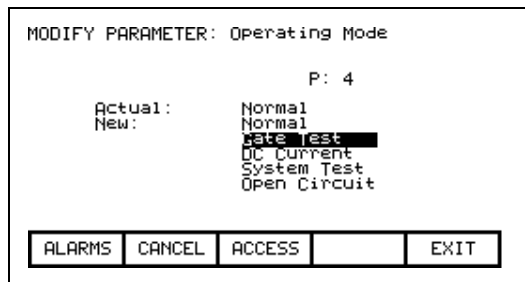 MODIFY PARAMETER: Operating Mode
P: 4
Actual: Normal
New: Normal
Gate Test
DC Current
System Test
Open Circuit
ALARMS CANCEL ACCESS EXIT